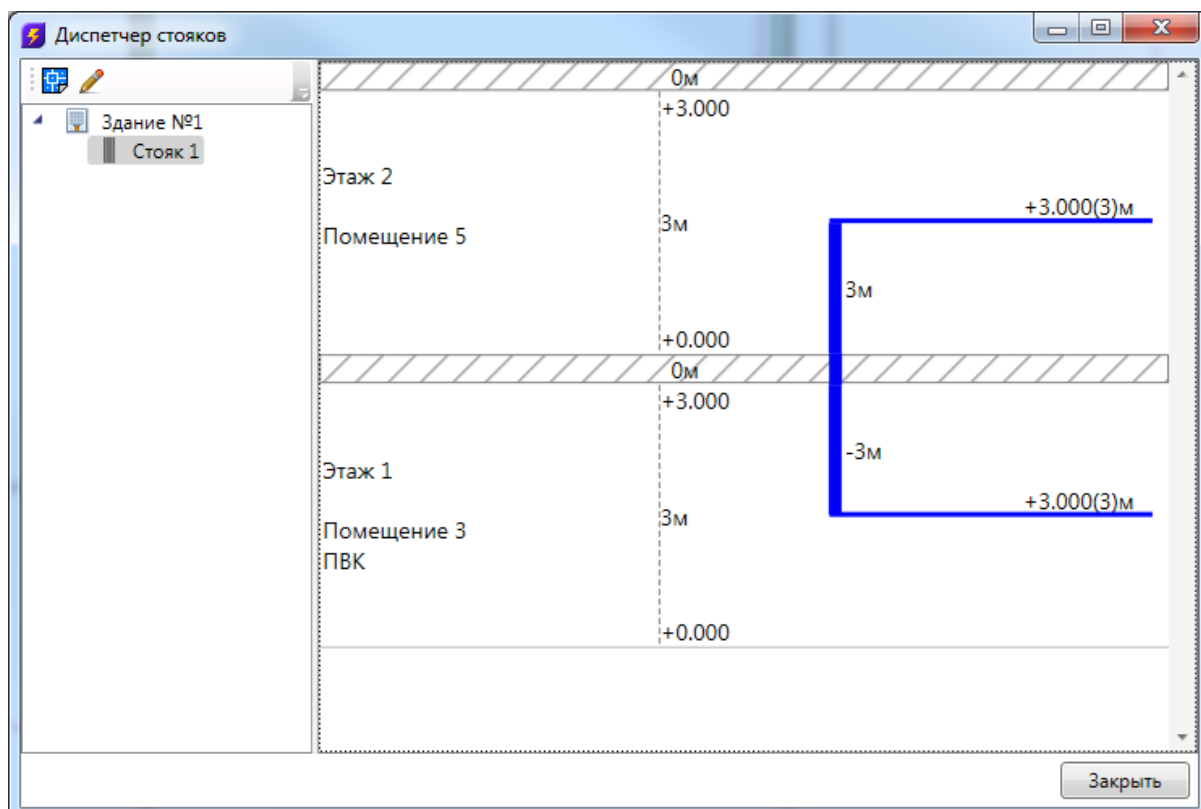 Диспетчер стояков
Здание №1
Стояк 1
0м
+3.000
Этаж 2
+3.000(3)м
3м
Помещение 5
3м
+0.000
0м
+3.000
-3м
Этаж 1
+3.000(3)м
3м
Помещение 3
ПВК
+0.000
Закрыть